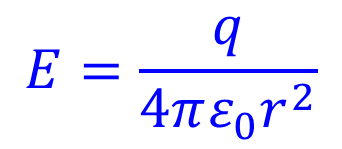 E = q / (4πε₀r²)